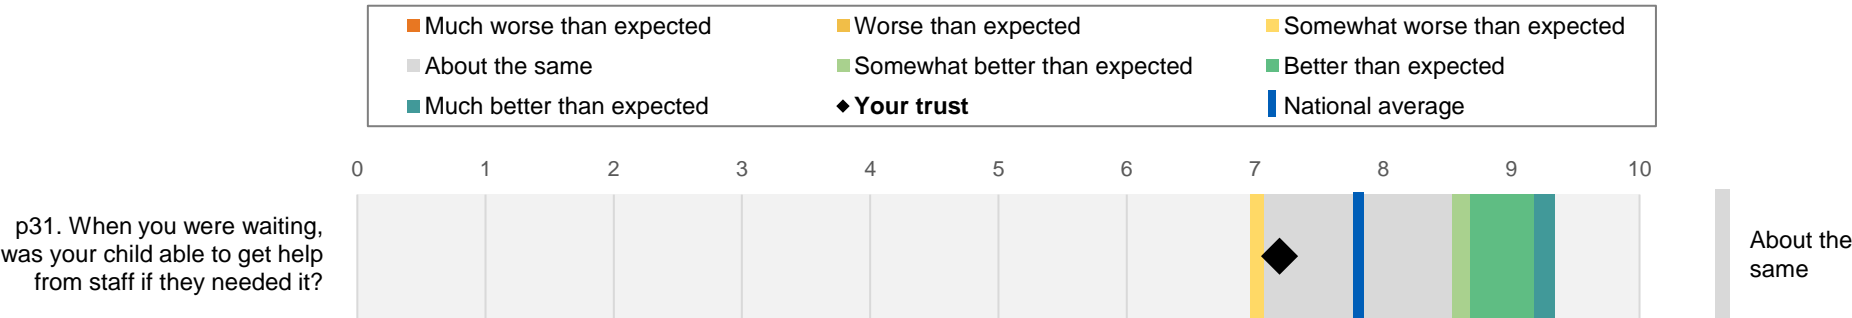 Much worse than expected
Worse than expected
Somewhat worse than expected
About the same
Somewhat better than expected
Better than expected
Much better than expected
Your trust
National average
0 1 2 3 4 5 6 7 8 9 10
p31. When you were waiting,
was your child able to get help
from staff if they needed it?
About the
same